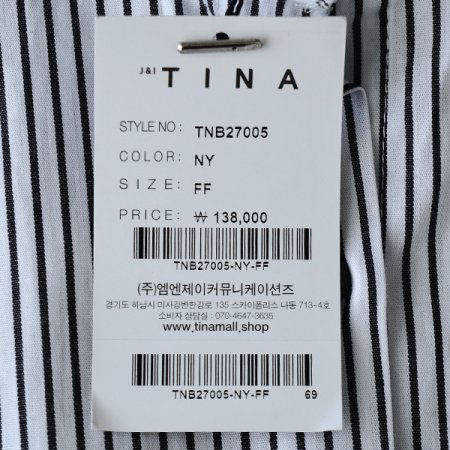 J&I TINA
STYLE NO : TNB27005
COLOR: NY
SIZE: FF
PRICE: ₩ 138,000
TNB27005-NY-FF
(주)엠엔제이커뮤니케이션즈
경기도 하남시 미사강변한강로 135 스카이폴리스 나동 713-4호
소비자 상담실 : 070-4647-3635
www.tinamall.shop
TNB27005-NY-FF 69